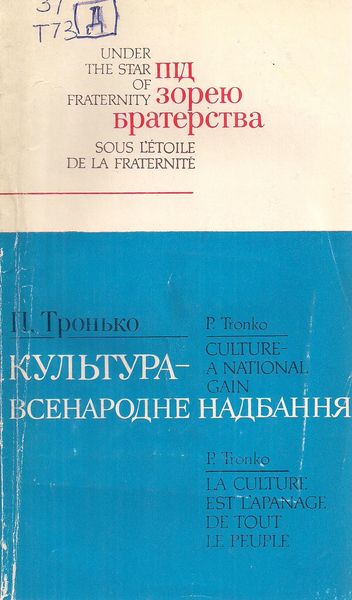 37
Т73
Д
UNDER
THE STAR
OF
FRATERNITY
під
зорею
братерства
SOUS L'ÉTOILE
DE LA FRATERNITÉ
П. Тронько
КУЛЬТУРА–
ВСЕНАРОДНЕ НАДБАННЯ
P. Tronko
CULTURE–
A NATIONAL
GAIN
P. Tronko
LA CULTURE
EST L'APANAGE
DE TOUT
LE PEUPLE